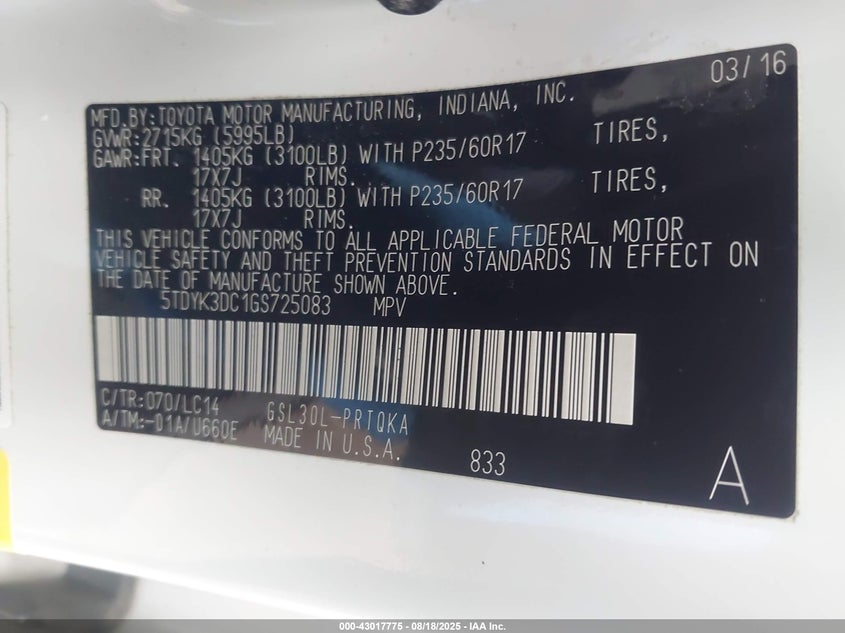 03/16
MFD.BY:TOYOTA MOTOR MANUFACTURING, INDIANA, INC.
GVWR:2715KG (5995LB)
GAWR:FRT. 1405KG (3100LB) WITH P235/60R17 TIRES,
17X7J RIMS.
RR. 1405KG (3100LB) WITH P235/60R17 TIRES,
17X7J RIMS.
THIS VEHICLE CONFORMS TO ALL APPLICABLE FEDERAL MOTOR
VEHICLE SAFETY AND THEFT PREVENTION STANDARDS IN EFFECT ON
THE DATE OF MANUFACTURE SHOWN ABOVE.
5TDYK3DC1GS725083 MPV
C/TR:070/LC14 GSL30L-PRTQKA
A/TM:-01A/U660E MADE IN U.S.A.
833
A
000-43017775 - 08/18/2025 - IAA Inc.